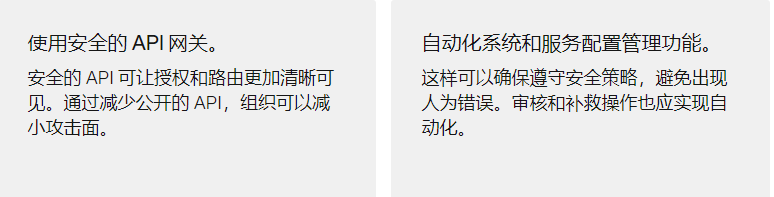 使用安全的 API 网关。
安全的 API 可让授权和路由更加清晰可
见。通过减少公开的 API，组织可以减
小攻击面。
自动化系统和服务配置管理功能。
这样可以确保遵守安全策略，避免出现
人为错误。审核和补救操作也应实现自
动化。